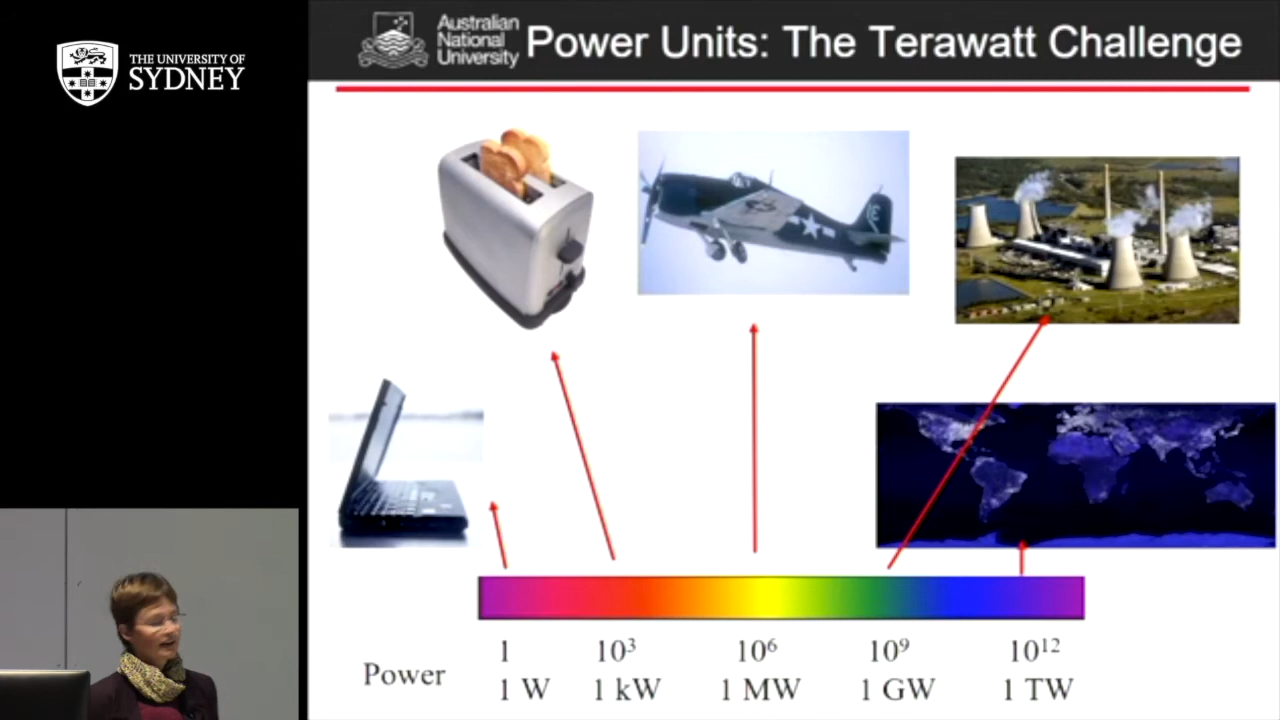 THE UNIVERSITY OF
SYDNEY
Australian
National
University
Power Units: The Terawatt Challenge
1 10³ 10⁶ 10⁹ 10¹²
Power
1 W 1 kW 1 MW 1 GW 1 TW